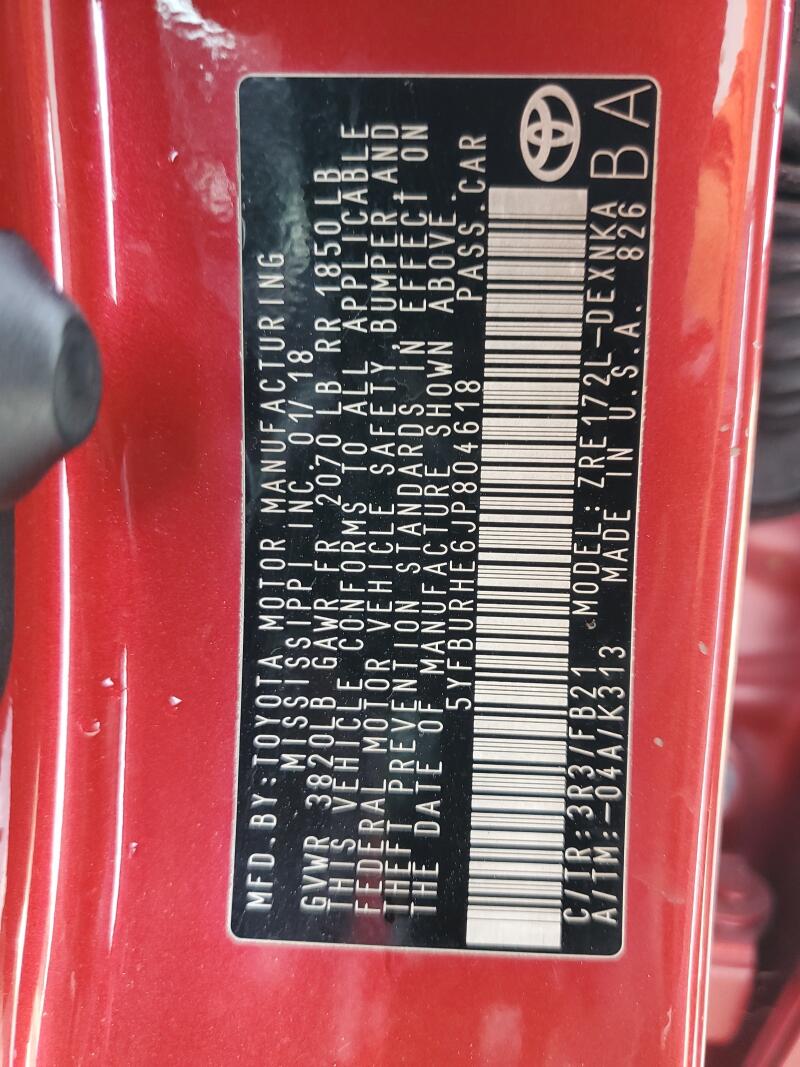 MFD.BY:TOYOTA MOTOR MANUFACTURING
MISSISSIPPI INC. 01/18
GVWR 3820LB GAWR FR 2070 LB RR 1850LB
THIS VEHICLE CONFORMS TO ALL APPLICABLE
FEDERAL MOTOR VEHICLE SAFETY,BUMPER AND
THEFT PREVENTION STANDARDS IN EFFECT ON
THE DATE OF MANUFACTURE SHOWN ABOVE.
5YFBURHE6JP804618 PASS.CAR
C/TR:3R3/FB21 MODEL:ZRE172L-DEXNKA
A/TM:-04A/K313 MADE IN U.S.A. 826
BA